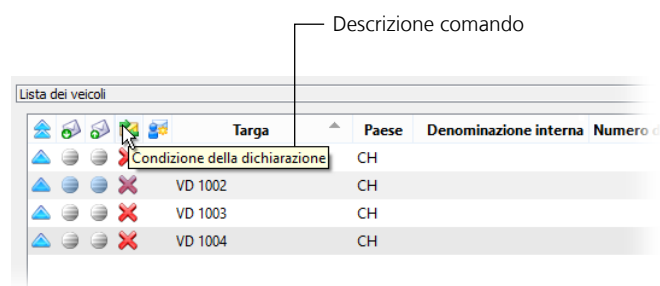 Descrizione comando
Lista dei veicoli
Targa Paese Denominazione interna Numero d
Condizione della dichiarazione CH
VD 1002 CH
VD 1003 CH
VD 1004 CH